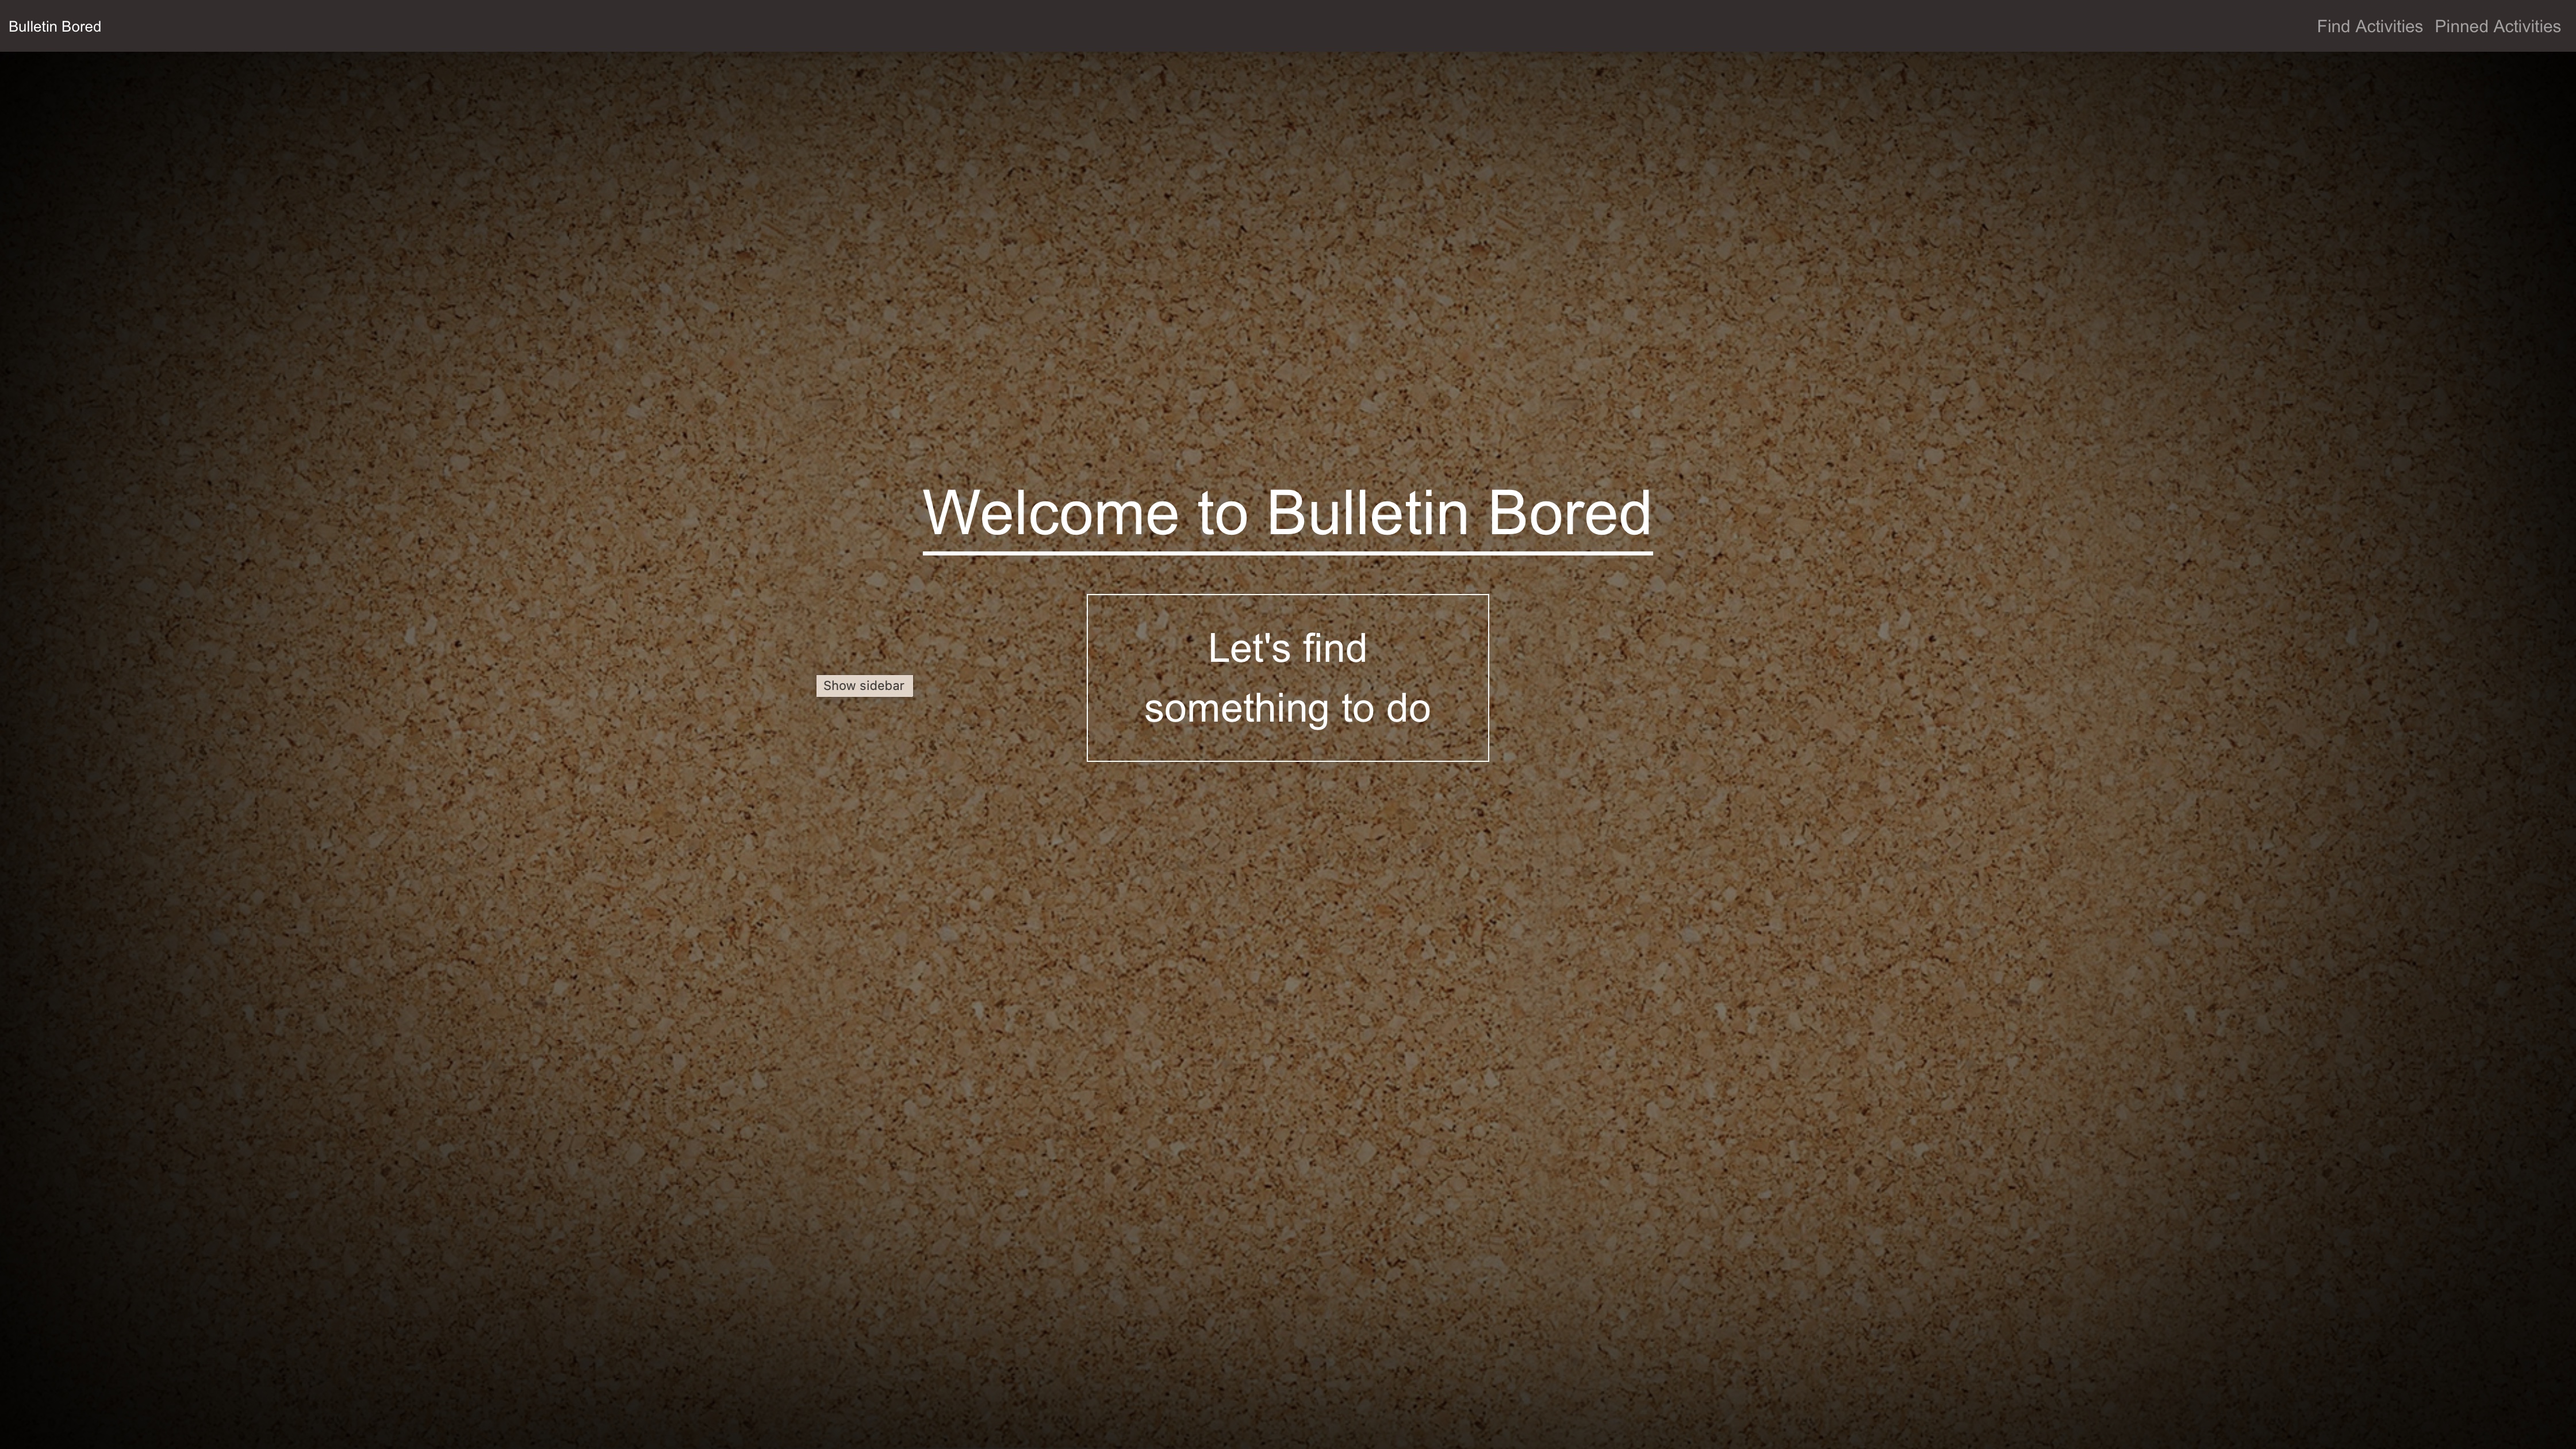 Bulletin Bored
Find Activities
Pinned Activities
Welcome to Bulletin Bored
Let's find
something to do
Show sidebar